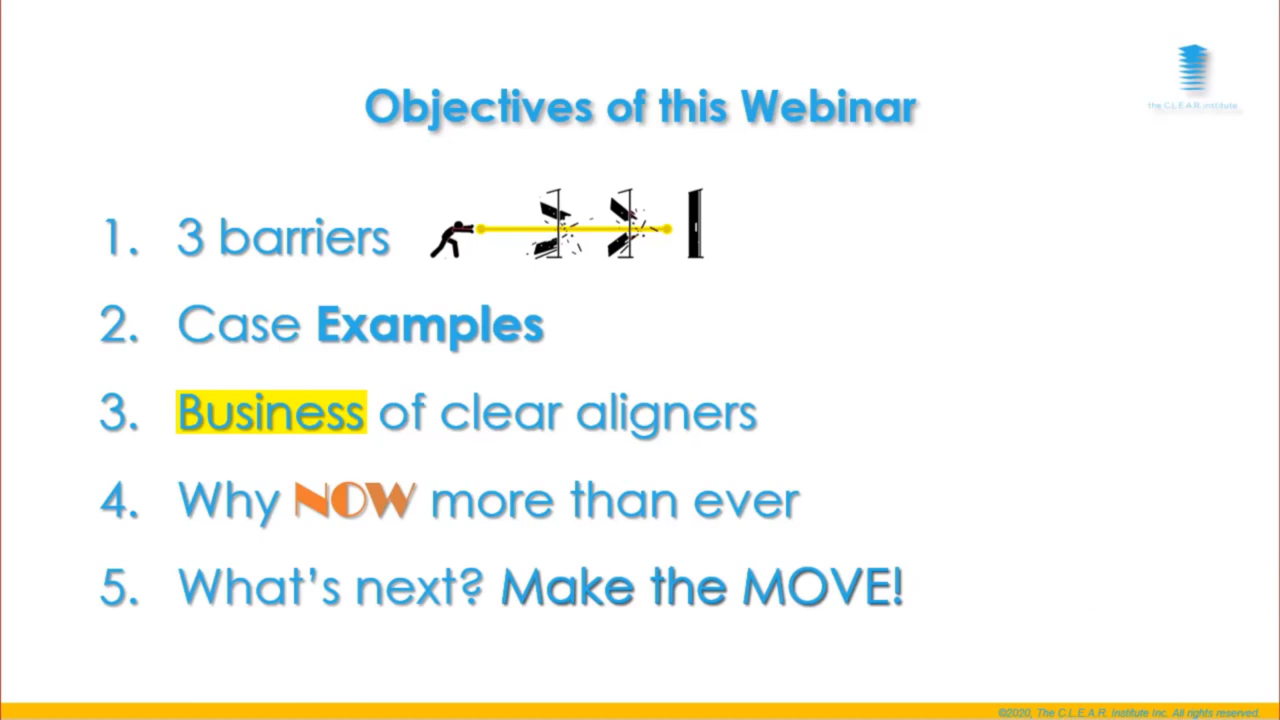 Objectives of this Webinar
the C.L.E.A.R. institute
1. 3 barriers
2. Case Examples
3. Business of clear aligners
4. Why NOW more than ever
5. What's next? Make the MOVE!
©2020, The C.L.E.A.R. Institute Inc. All rights reserved.